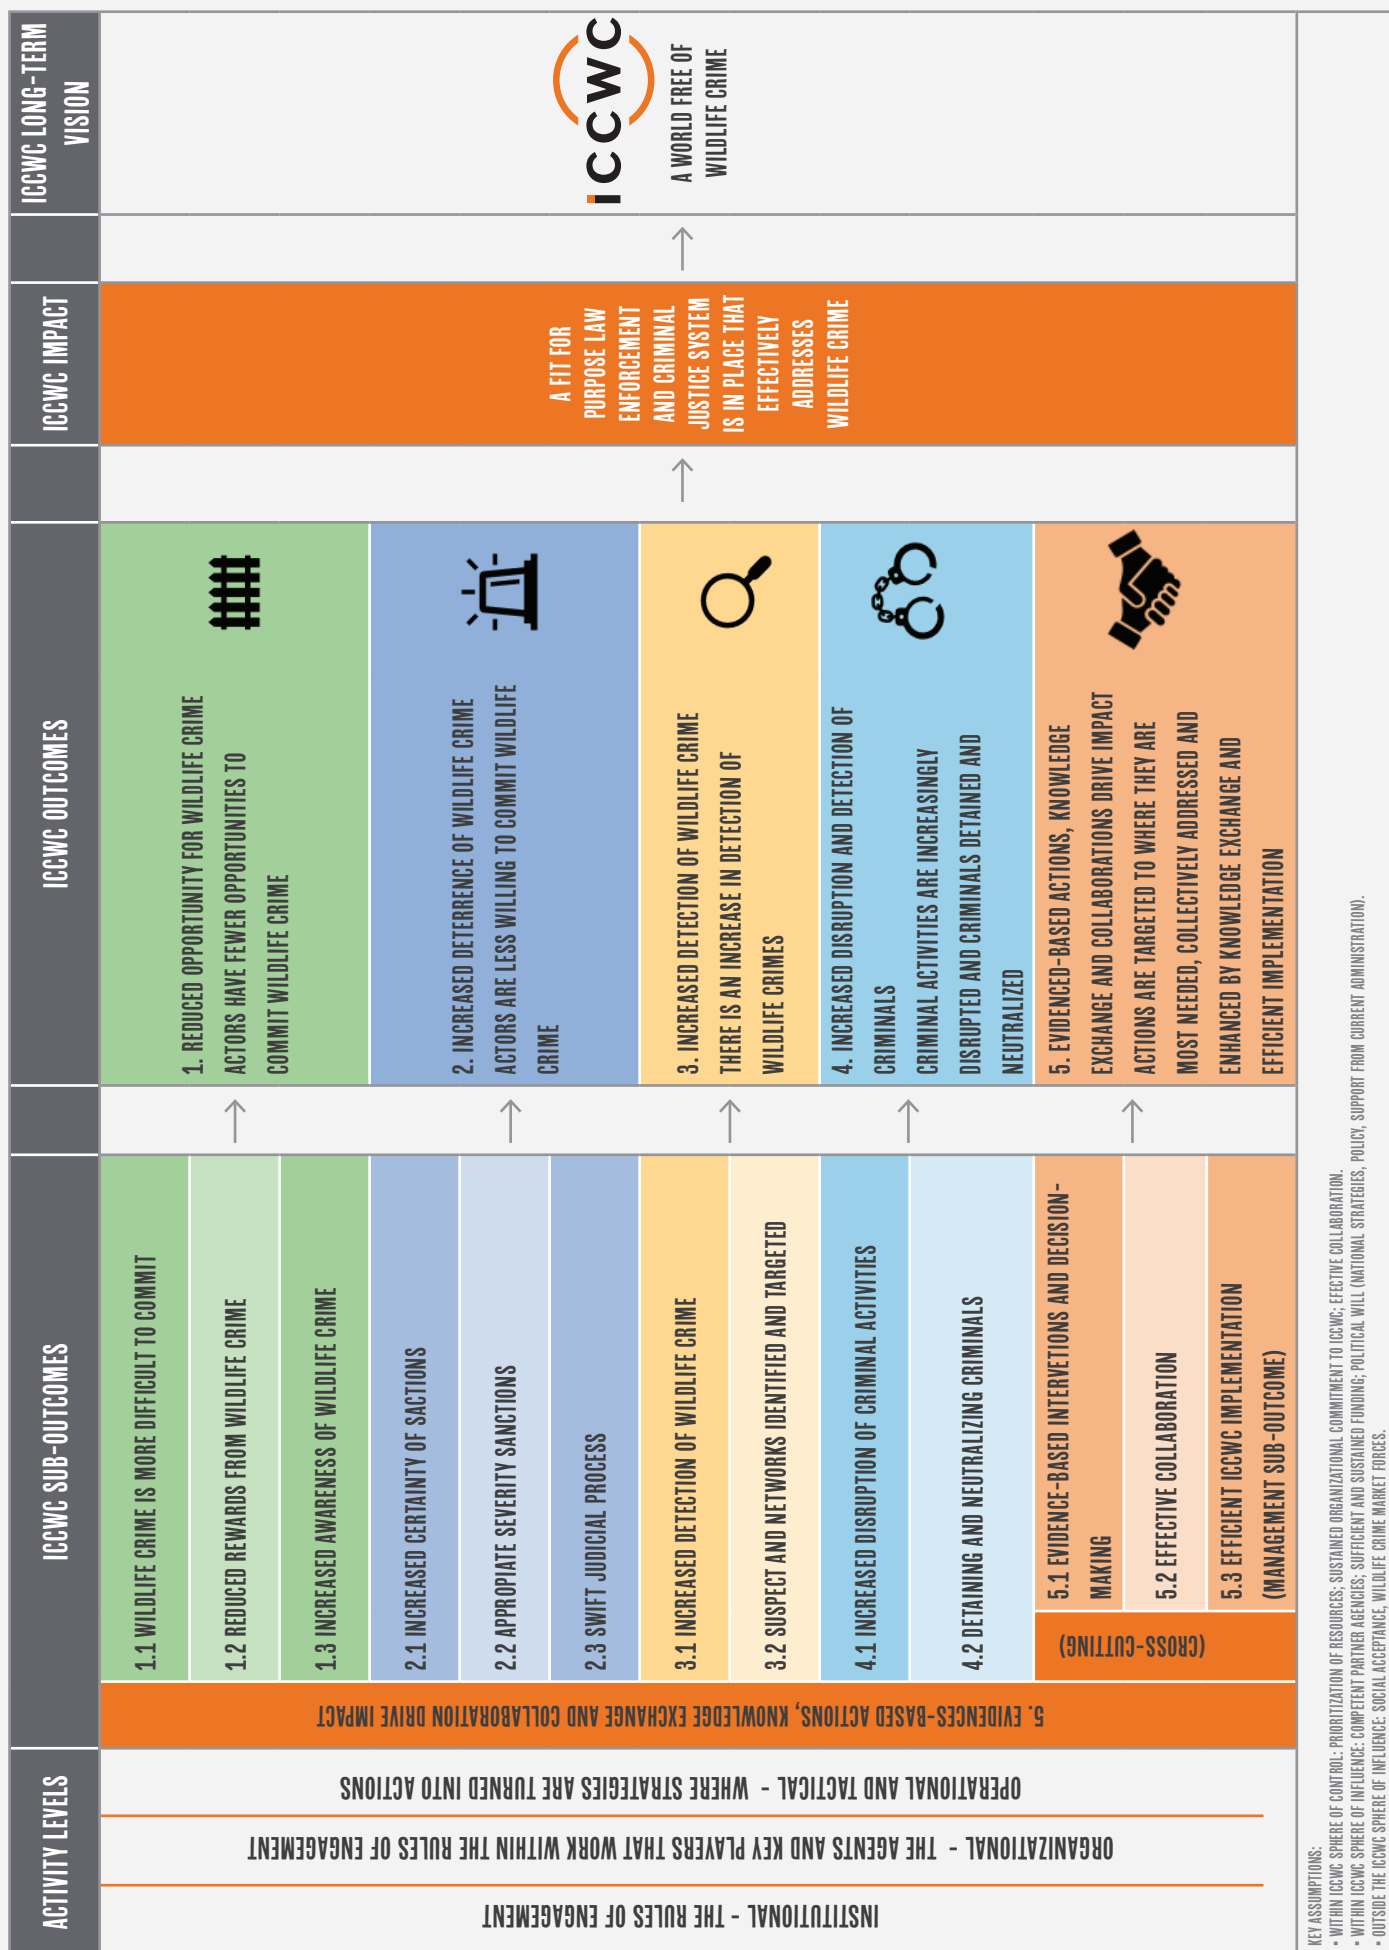 ACTIVITY LEVELS
ICCWC SUB-OUTCOMES
ICCWC OUTCOMES
ICCWC IMPACT
ICCWC LONG-TERM
VISION
INSTITUTIONAL - THE RULES OF ENGAGEMENT
ORGANIZATIONAL - THE AGENTS AND KEY PLAYERS THAT WORK WITHIN THE RULES OF ENGAGEMENT
OPERATIONAL AND TACTICAL - WHERE STRATEGIES ARE TURNED INTO ACTIONS
5. EVIDENCES-BASED ACTIONS, KNOWLEDGE EXCHANGE AND COLLABORATION DRIVE IMPACT
1.1 WILDLIFE CRIME IS MORE DIFFICULT TO COMMIT
1.2 REDUCED REWARDS FROM WILDLIFE CRIME
1.3 INCREASED AWARENESS OF WILDLIFE CRIME
2.1 INCREASED CERTAINTY OF SACTIONS
2.2 APPROPIATE SEVERITY SANCTIONS
2.3 SWIFT JUDICIAL PROCESS
3.1 INCREASED DETECTION OF WILDLIFE CRIME
3.2 SUSPECT AND NETWORKS IDENTIFIED AND TARGETED
4.1 INCREASED DISRUPTION OF CRIMINAL ACTIVITIES
4.2 DETAINING AND NEUTRALIZING CRIMINALS
(CROSS-CUTTING)
5.1 EVIDENCE-BASED INTERVETIONS AND DECISION-
MAKING
5.2 EFFECTIVE COLLABORATION
5.3 EFFICIENT ICCWC IMPLEMENTATION
(MANAGEMENT SUB-OUTCOME)
1. REDUCED OPPORTUNITY FOR WILDLIFE CRIME
ACTORS HAVE FEWER OPPORTUNITIES TO
COMMIT WILDLIFE CRIME
2. INCREASED DETERRENCE OF WILDLIFE CRIME
ACTORS ARE LESS WILLING TO COMMIT WILDLIFE
CRIME
3. INCREASED DETECTION OF WILDLIFE CRIME
THERE IS AN INCREASE IN DETECTION OF
WILDLIFE CRIMES
4. INCREASED DISRUPTION AND DETECTION OF
CRIMINALS
CRIMINAL ACTIVITIES ARE INCREASINGLY
DISRUPTED AND CRIMINALS DETAINED AND
NEUTRALIZED
5. EVIDENCED-BASED ACTIONS, KNOWLEDGE
EXCHANGE AND COLLABORATIONS DRIVE IMPACT
ACTIONS ARE TARGETED TO WHERE THEY ARE
MOST NEEDED, COLLECTIVELY ADDRESSED AND
ENHANCED BY KNOWLEDGE EXCHANGE AND
EFFICIENT IMPLEMENTATION
A FIT FOR
PURPOSE LAW
ENFORCEMENT
AND CRIMINAL
JUSTICE SYSTEM
IS IN PLACE THAT
EFFECTIVELY
ADDRESSES
WILDLIFE CRIME
iCCWC
A WORLD FREE OF
WILDLIFE CRIME
KEY ASSUMPTIONS:
• WITHIN ICCWC SPHERE OF CONTROL: PRIORITIZATION OF RESOURCES; SUSTAINED ORGANIZATIONAL COMMITMENT TO ICCWC; EFECTIVE COLLABORATION.
• WITHIN ICCWC SPHERE OF INFLUENCE: COMPETENT PARTNER AGENCIES; SUFFICIENT AND SUSTAINED FUNDING; POLITICAL WILL (NATIONAL STRATEGIES, POLICY, SUPPORT FROM CURRENT ADMINISTRATION).
• OUTSIDE THE ICCWC SPHERE OF INFLUENCE: SOCIAL ACCEPTANCE, WILDLIFE CRIME MARKET FORCES.